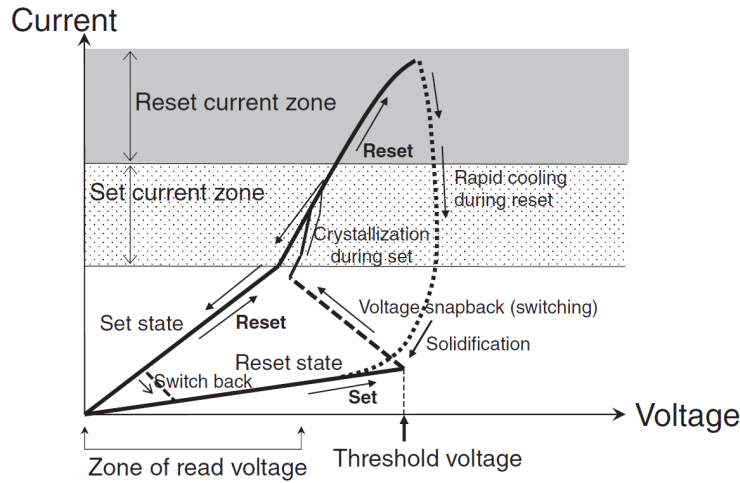 Current
Reset current zone
Reset
Rapid cooling
during reset
Set current zone
Crystallization
during set
Voltage snapback (switching)
Set state
Reset
Solidification
Reset state
Switch back
Set
Voltage
Zone of read voltage
Threshold voltage